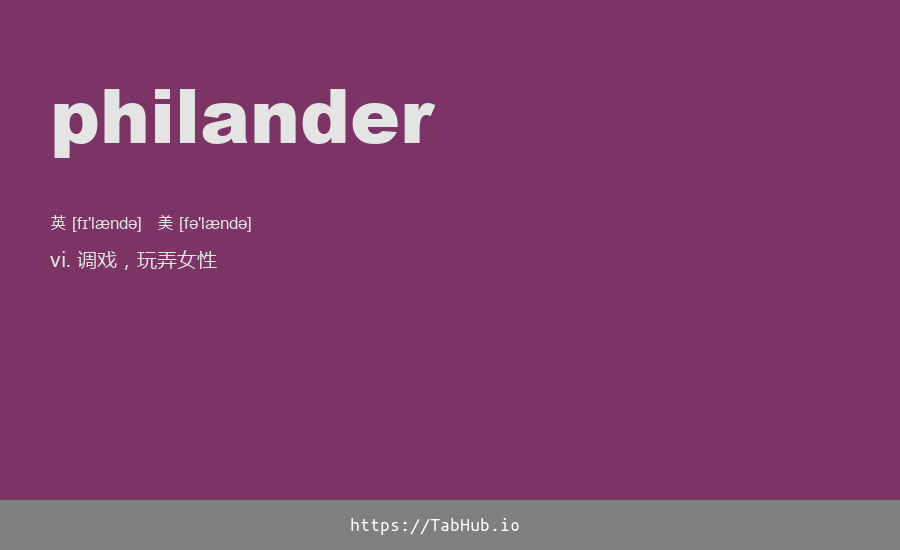 philander
英 [fɪ'lændə] 美 [fə'lændə]
vi. 调戏，玩弄女性
https://TabHub.io